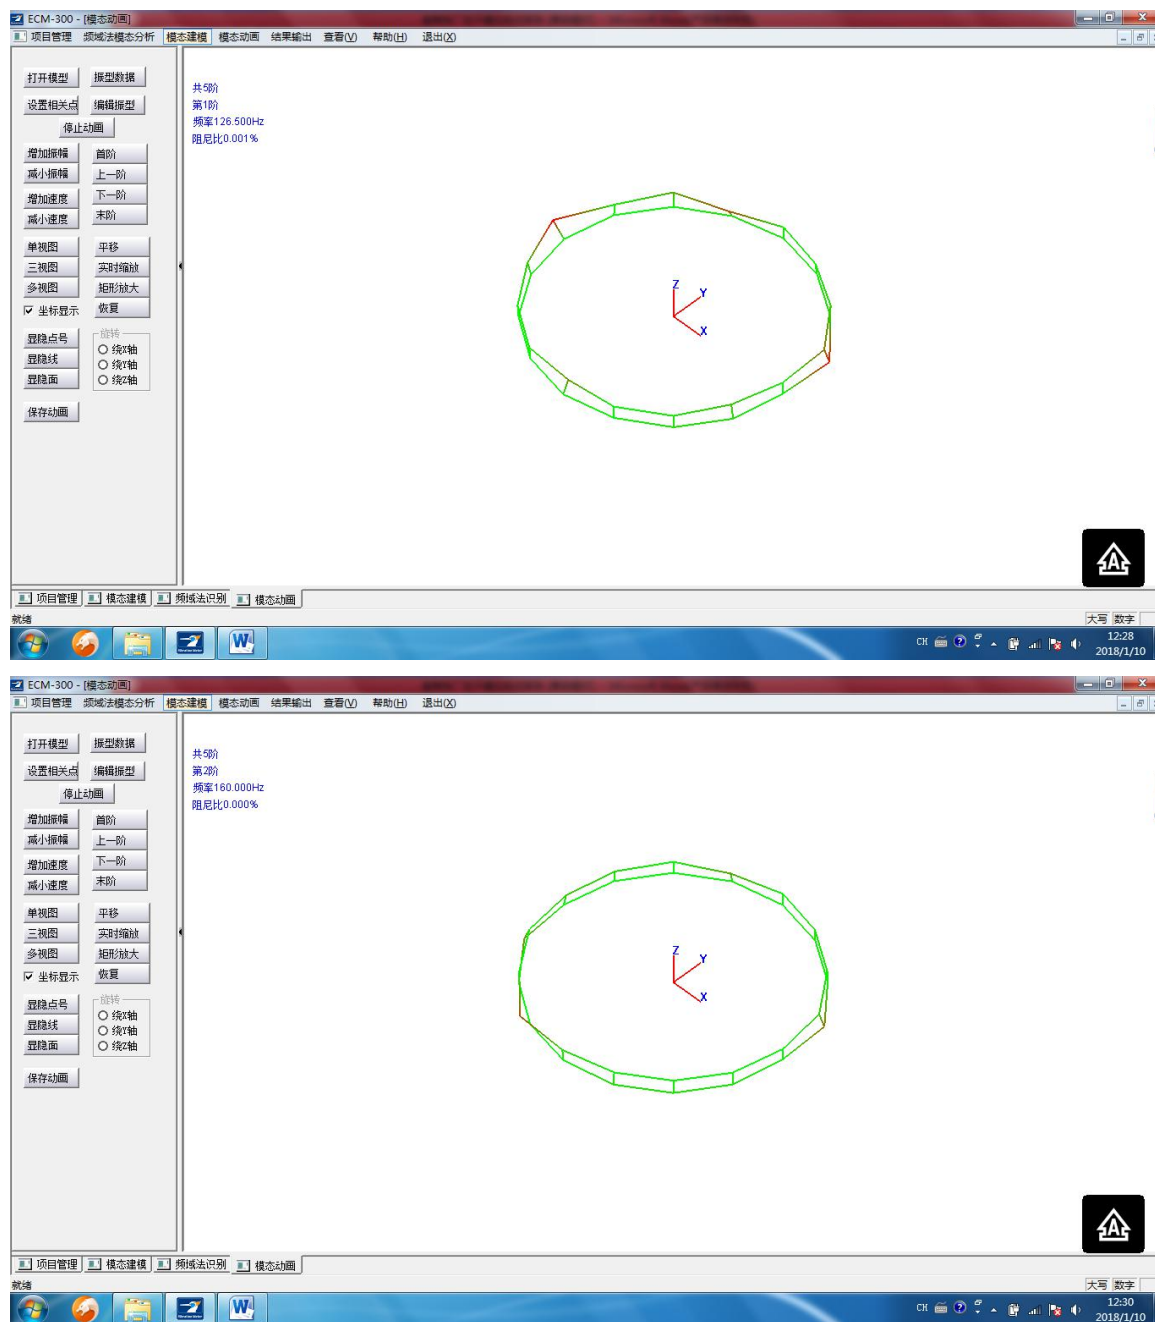 ECM-300 - [模态动画]
项目管理 频域法模态分析 模态建模 模态动画 结果输出 查看(V) 帮助(H) 退出(X)
打开模型 振型数据
设置相关点 编辑振型
停止动画
增加振幅 首阶
减小振幅 上一阶
增加速度 下一阶
减小速度 末阶
单视图 平移
三视图 实时缩放
多视图 矩形放大
坐标显示 恢复
显隐点号 旋转
显隐线 绕X轴
显隐面 绕Y轴
绕Z轴
保存动画
共5阶
第1阶
频率126.500Hz
阻尼比0.001%
Z
Y
X
A
项目管理 模态建模 频域法识别 模态动画
就绪 大写 数字
W CH 12:28
2018/1/10
ECM-300 - [模态动画]
项目管理 频域法模态分析 模态建模 模态动画 结果输出 查看(V) 帮助(H) 退出(X)
打开模型 振型数据
设置相关点 编辑振型
停止动画
增加振幅 首阶
减小振幅 上一阶
增加速度 下一阶
减小速度 末阶
单视图 平移
三视图 实时缩放
多视图 矩形放大
坐标显示 恢复
显隐点号 旋转
显隐线 绕X轴
显隐面 绕Y轴
绕Z轴
保存动画
共5阶
第2阶
频率160.000Hz
阻尼比0.000%
Z
Y
X
A
项目管理 模态建模 频域法识别 模态动画
就绪 大写 数字
W CH 12:30
2018/1/10